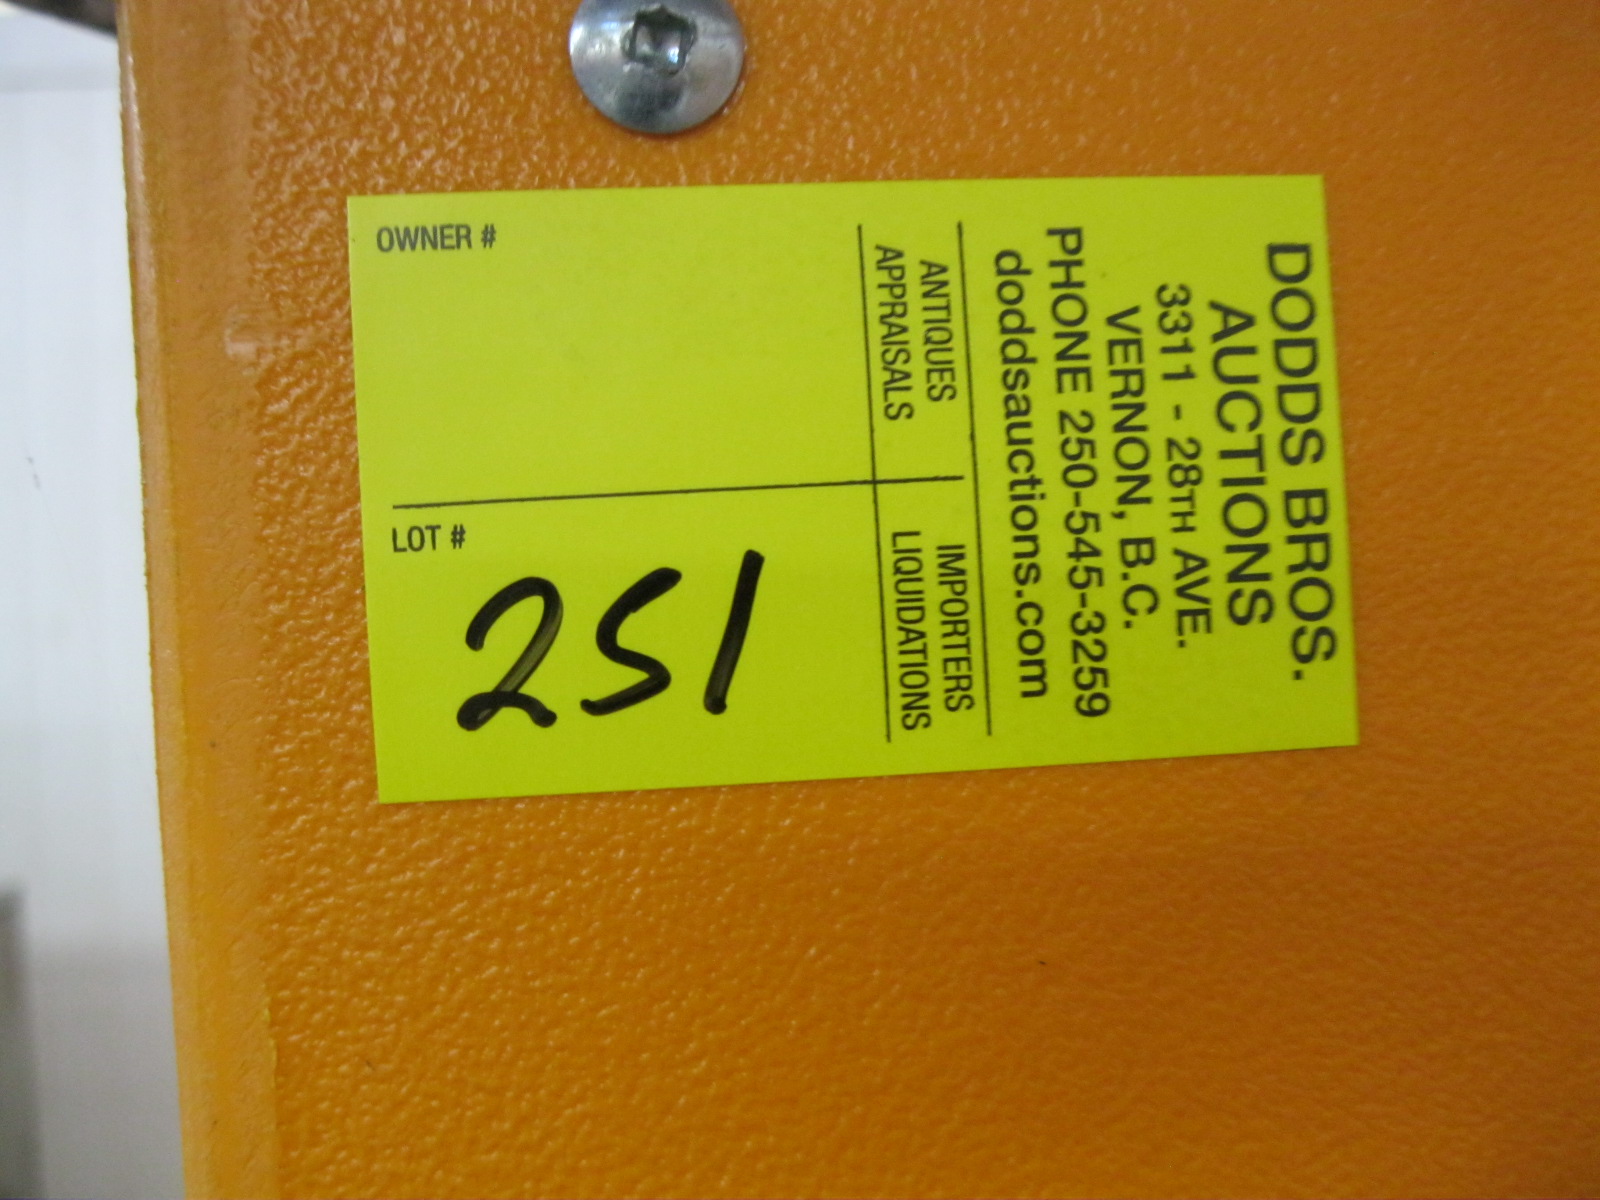 DODDS BROS.
AUCTIONS
3311 - 28TH AVE.
VERNON, B.C.
PHONE 250-545-3259
doddsauctions.com
ANTIQUES IMPORTERS
APPRAISALS LIQUIDATIONS
OWNER #
LOT #
251